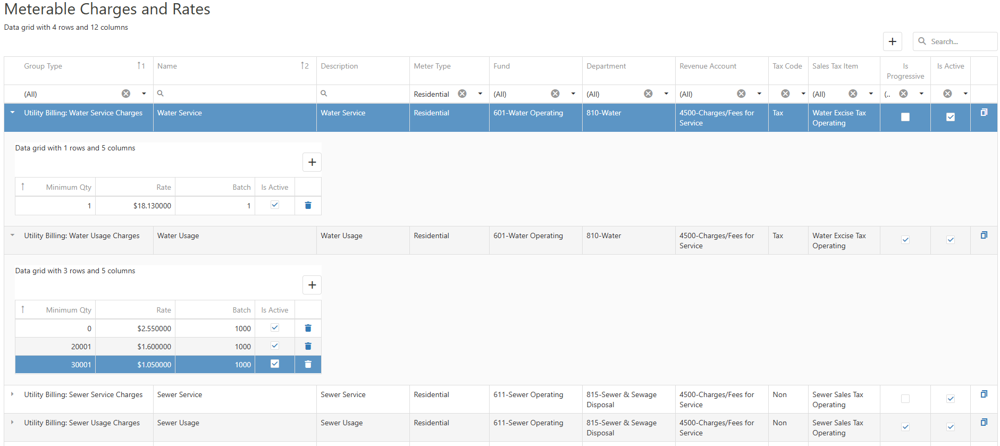 Meterable Charges and Rates
Data grid with 4 rows and 12 columns
+ Search...
Group Type ↑1 Name ↑2 Description Meter Type Fund Department Revenue Account Tax Code Sales Tax Item Is Is Active
Progressive
(All) Residential (All) (All) (All) (All) (..
Utility Billing: Water Service Charges Water Service Water Service Residential 601-Water Operating 810-Water 4500-Charges/Fees for Tax Water Excise Tax
Service Operating
Data grid with 1 rows and 5 columns
+
↑ Minimum Qty Rate Batch Is Active
1 $18.130000 1
Utility Billing: Water Usage Charges Water Usage Water Usage Residential 601-Water Operating 810-Water 4500-Charges/Fees for Tax Water Excise Tax
Service Operating
Data grid with 3 rows and 5 columns
+
↑ Minimum Qty Rate Batch Is Active
0 $2.550000 1000
20001 $1.600000 1000
30001 $1.050000 1000
Utility Billing: Sewer Service Charges Sewer Service Sewer Service Residential 611-Sewer Operating 815-Sewer & Sewage 4500-Charges/Fees for Non Sewer Sales Tax
Disposal Service Operating
Utility Billing: Sewer Usage Charges Sewer Usage Sewer Usage Residential 611-Sewer Operating 815-Sewer & Sewage 4500-Charges/Fees for Non Sewer Sales Tax
Disposal Service Operating